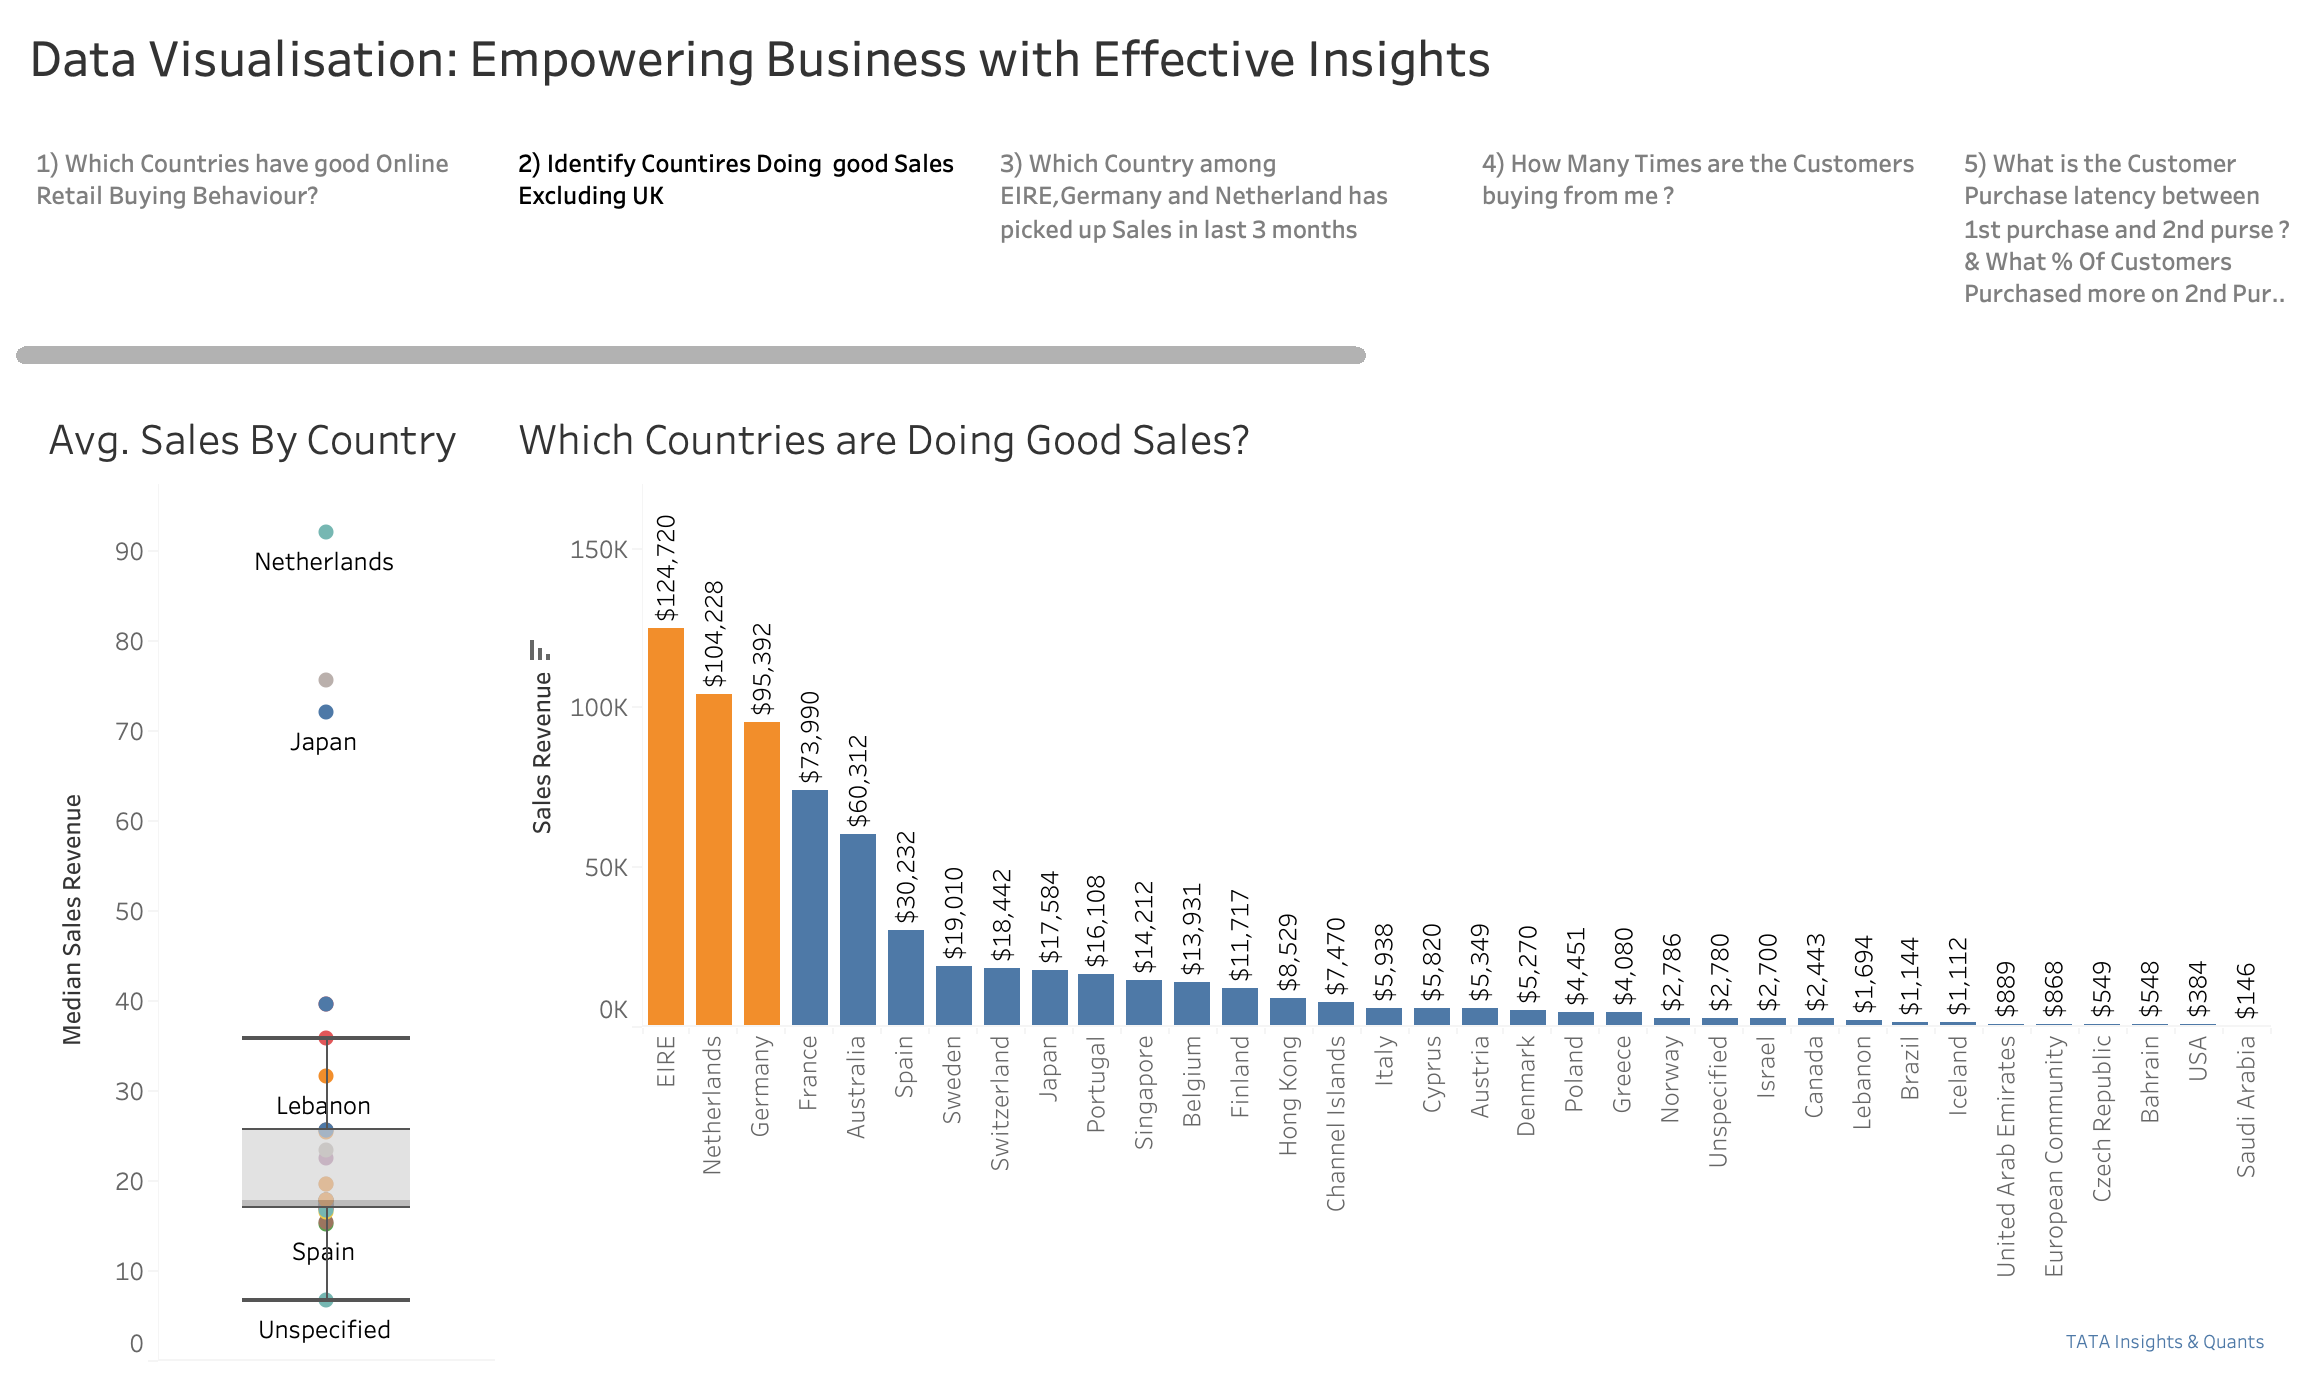 Data Visualisation: Empowering Business with Effective Insights
1) Which Countries have good Online
Retail Buying Behaviour?
2) Identify Countires Doing  good Sales
Excluding UK
3) Which Country among
EIRE,Germany and Netherland has
picked up Sales in last 3 months
4) How Many Times are the Customers
buying from me ?
5) What is the Customer
Purchase latency between
1st purchase and 2nd purse ?
& What % Of Customers
Purchased more on 2nd Pur..
Avg. Sales By Country
Median Sales Revenue
90
80
70
60
50
40
30
20
10
0
Netherlands
Japan
Lebanon
Spain
Unspecified
Which Countries are Doing Good Sales?
Sales Revenue
150K
100K
50K
0K
$124,720
$104,228
$95,392
$73,990
$60,312
$30,232
$19,010
$18,442
$17,584
$16,108
$14,212
$13,931
$11,717
$8,529
$7,470
$5,938
$5,820
$5,349
$5,270
$4,451
$4,080
$2,786
$2,780
$2,700
$2,443
$1,694
$1,144
$1,112
$889
$868
$549
$548
$384
$146
EIRE
Netherlands
Germany
France
Australia
Spain
Sweden
Switzerland
Japan
Portugal
Singapore
Belgium
Finland
Hong Kong
Channel Islands
Italy
Cyprus
Austria
Denmark
Poland
Greece
Norway
Unspecified
Israel
Canada
Lebanon
Brazil
Iceland
United Arab Emirates
European Community
Czech Republic
Bahrain
USA
Saudi Arabia
TATA Insights & Quants